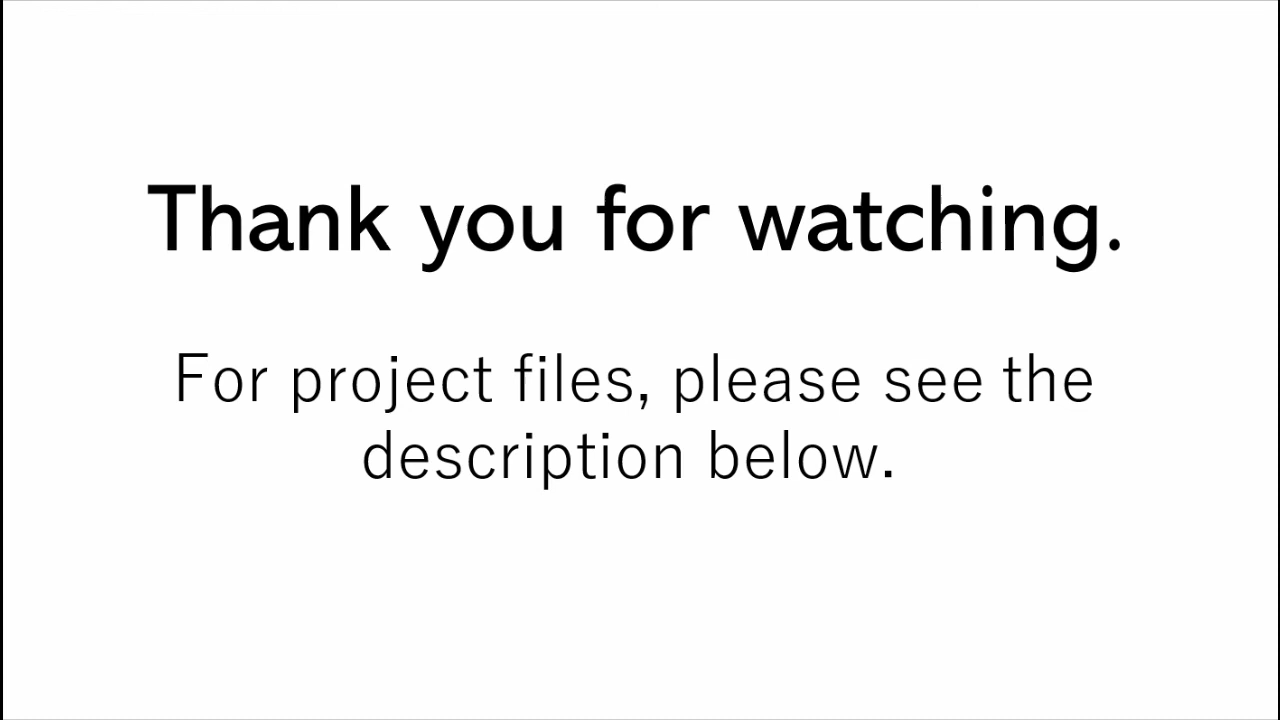 Thank you for watching.
For project files, please see the
description below.